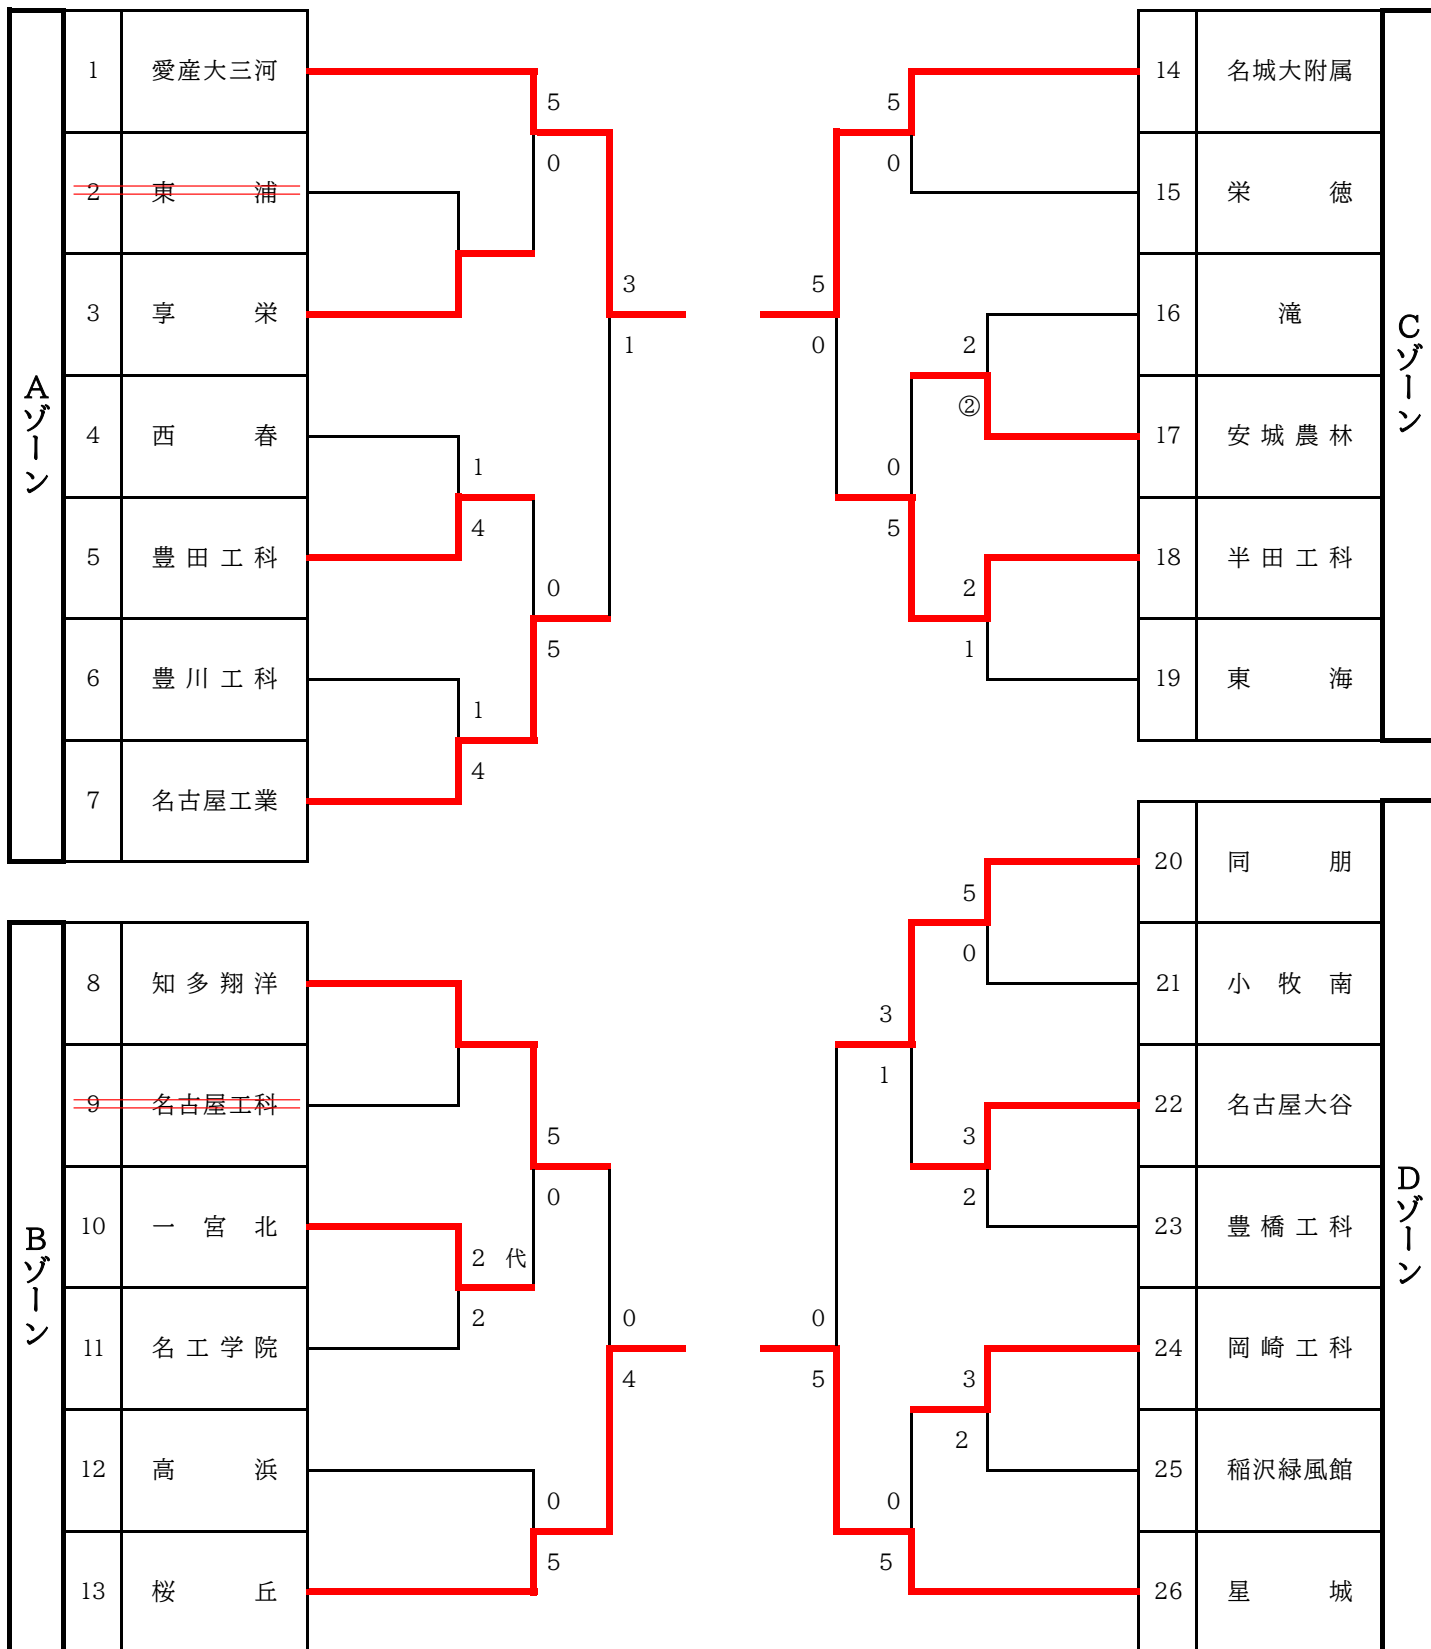 Aゾーン
1 愛産大三河
2 東浦
3 享栄
4 西春
5 豊田工科
6 豊川工科
7 名古屋工業
5
0
3
1
1
4
0
5
1
4
Bゾーン
8 知多翔洋
9 名古屋工科
10 一宮北
11 名工学院
12 高浜
13 桜丘
5
0
2 代
2
0
4
0
5
Cゾーン
14 名城大附属
15 栄徳
16 滝
17 安城農林
18 半田工科
19 東海
5
0
5
0
2
②
0
5
2
1
Dゾーン
20 同朋
21 小牧南
22 名古屋大谷
23 豊橋工科
24 岡崎工科
25 稲沢緑風館
26 星城
5
0
3
1
3
2
0
5
3
2
0
5